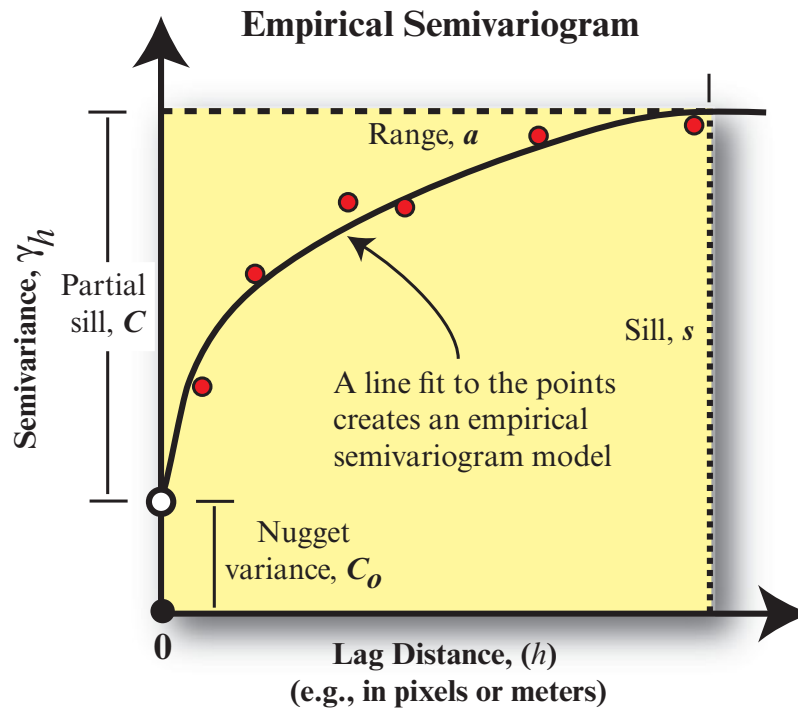 Empirical Semivariogram
Range, a
Semivariance, γh
Partial
sill, C
Sill, s
A line fit to the points
creates an empirical
semivariogram model
Nugget
variance, Co
0
Lag Distance, (h)
(e.g., in pixels or meters)